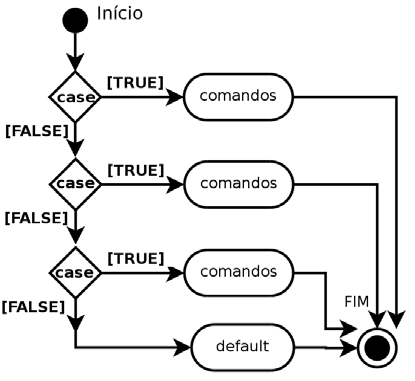 Início
[TRUE]
case
comandos
[FALSE]
[TRUE]
case
comandos
[FALSE]
[TRUE]
case
comandos
[FALSE]
FIM
default